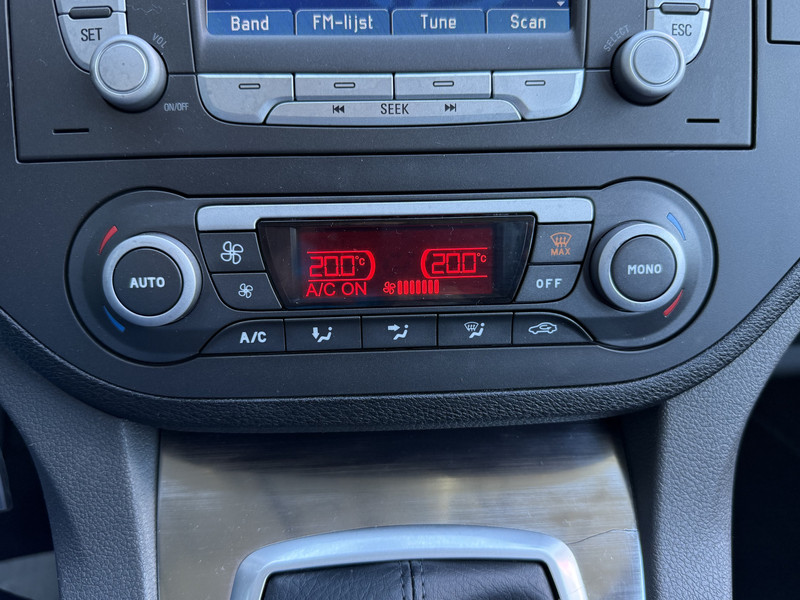 Band FM-lijst Tune Scan
SET
VOL
ON/OFF
SELECT
ESC
SEEK
AUTO
20.0°c 20.0°c
A/C ON
MAX
OFF
MONO
A/C